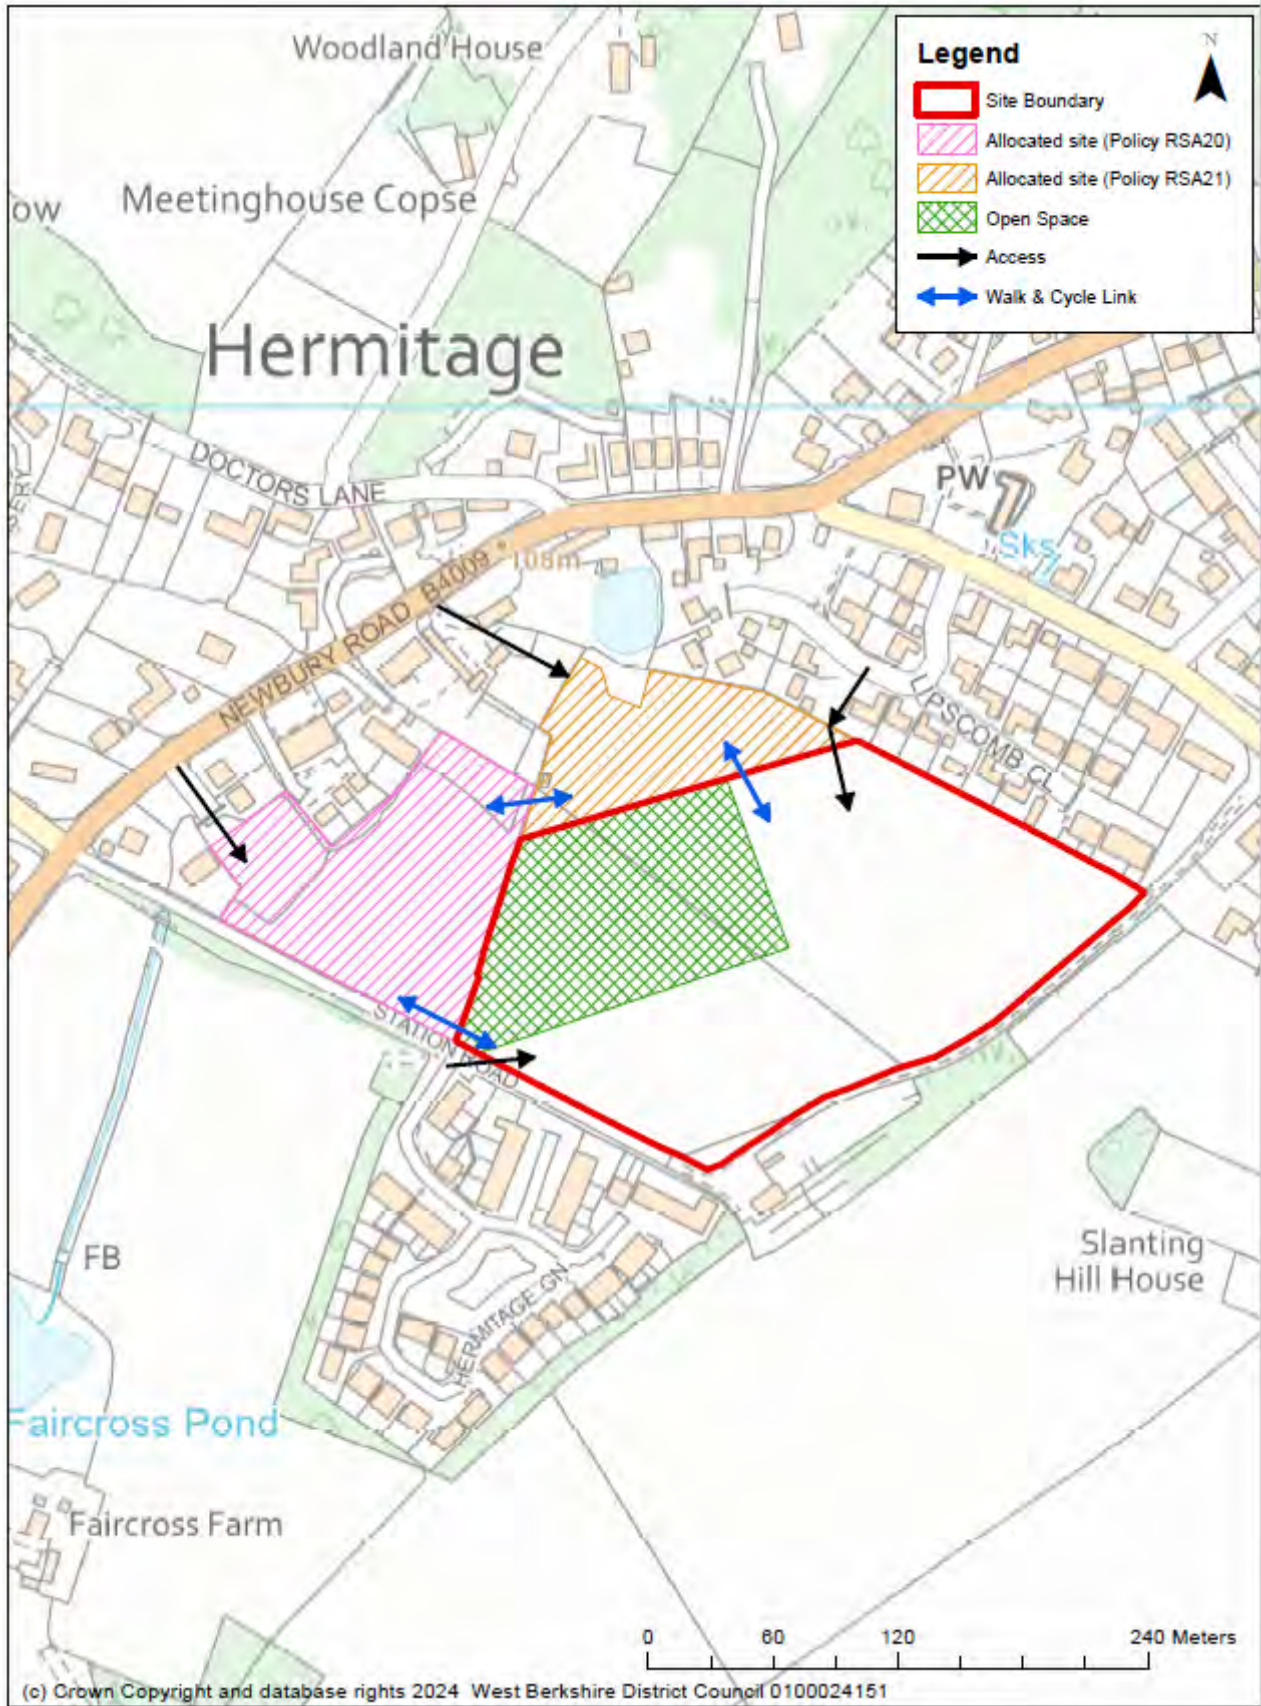 Woodland House
Legend
N
Site Boundary
Allocated site (Policy RSA20)
Allocated site (Policy RSA21)
Open Space
Access
Walk & Cycle Link
ow
Meetinghouse Copse
Hermitage
DOCTORS LANE
PW
Sks
108m
NEWBURY ROAD B4009
LIPSCOMB CL
STATION ROAD
FB
HERMITAGE GN
Slanting
Hill House
Faircross Pond
Faircross Farm
0 60 120 240 Meters
(c) Crown Copyright and database rights 2024 West Berkshire District Council 0100024151